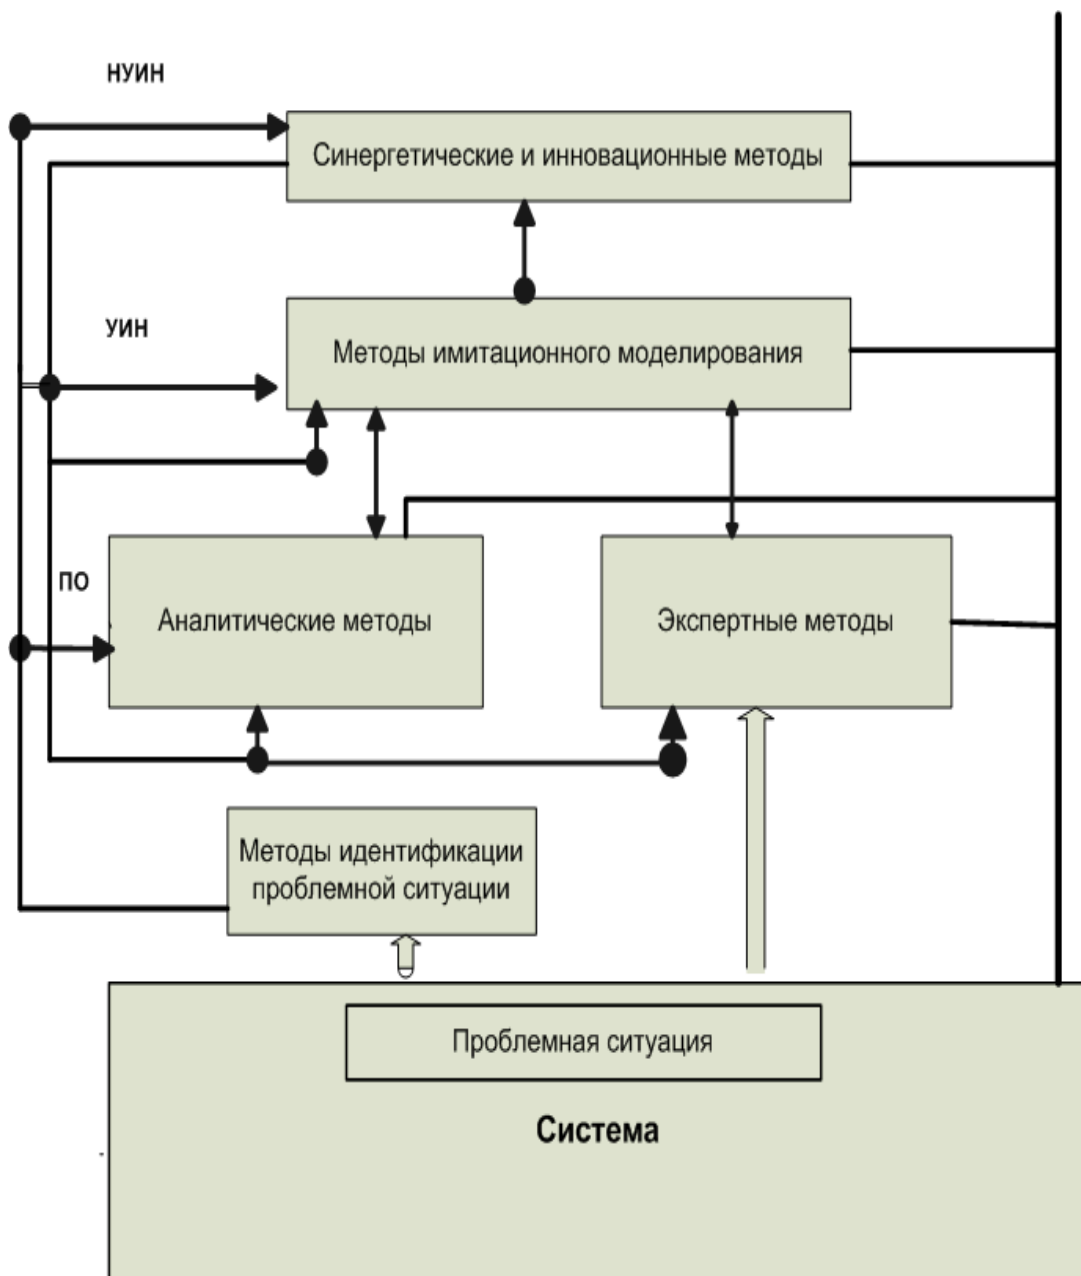 НУИН
Синергетические и инновационные методы
УИН
Методы имитационного моделирования
ПО
Аналитические методы
Экспертные методы
Методы идентификации
проблемной ситуации
Проблемная ситуация
Система